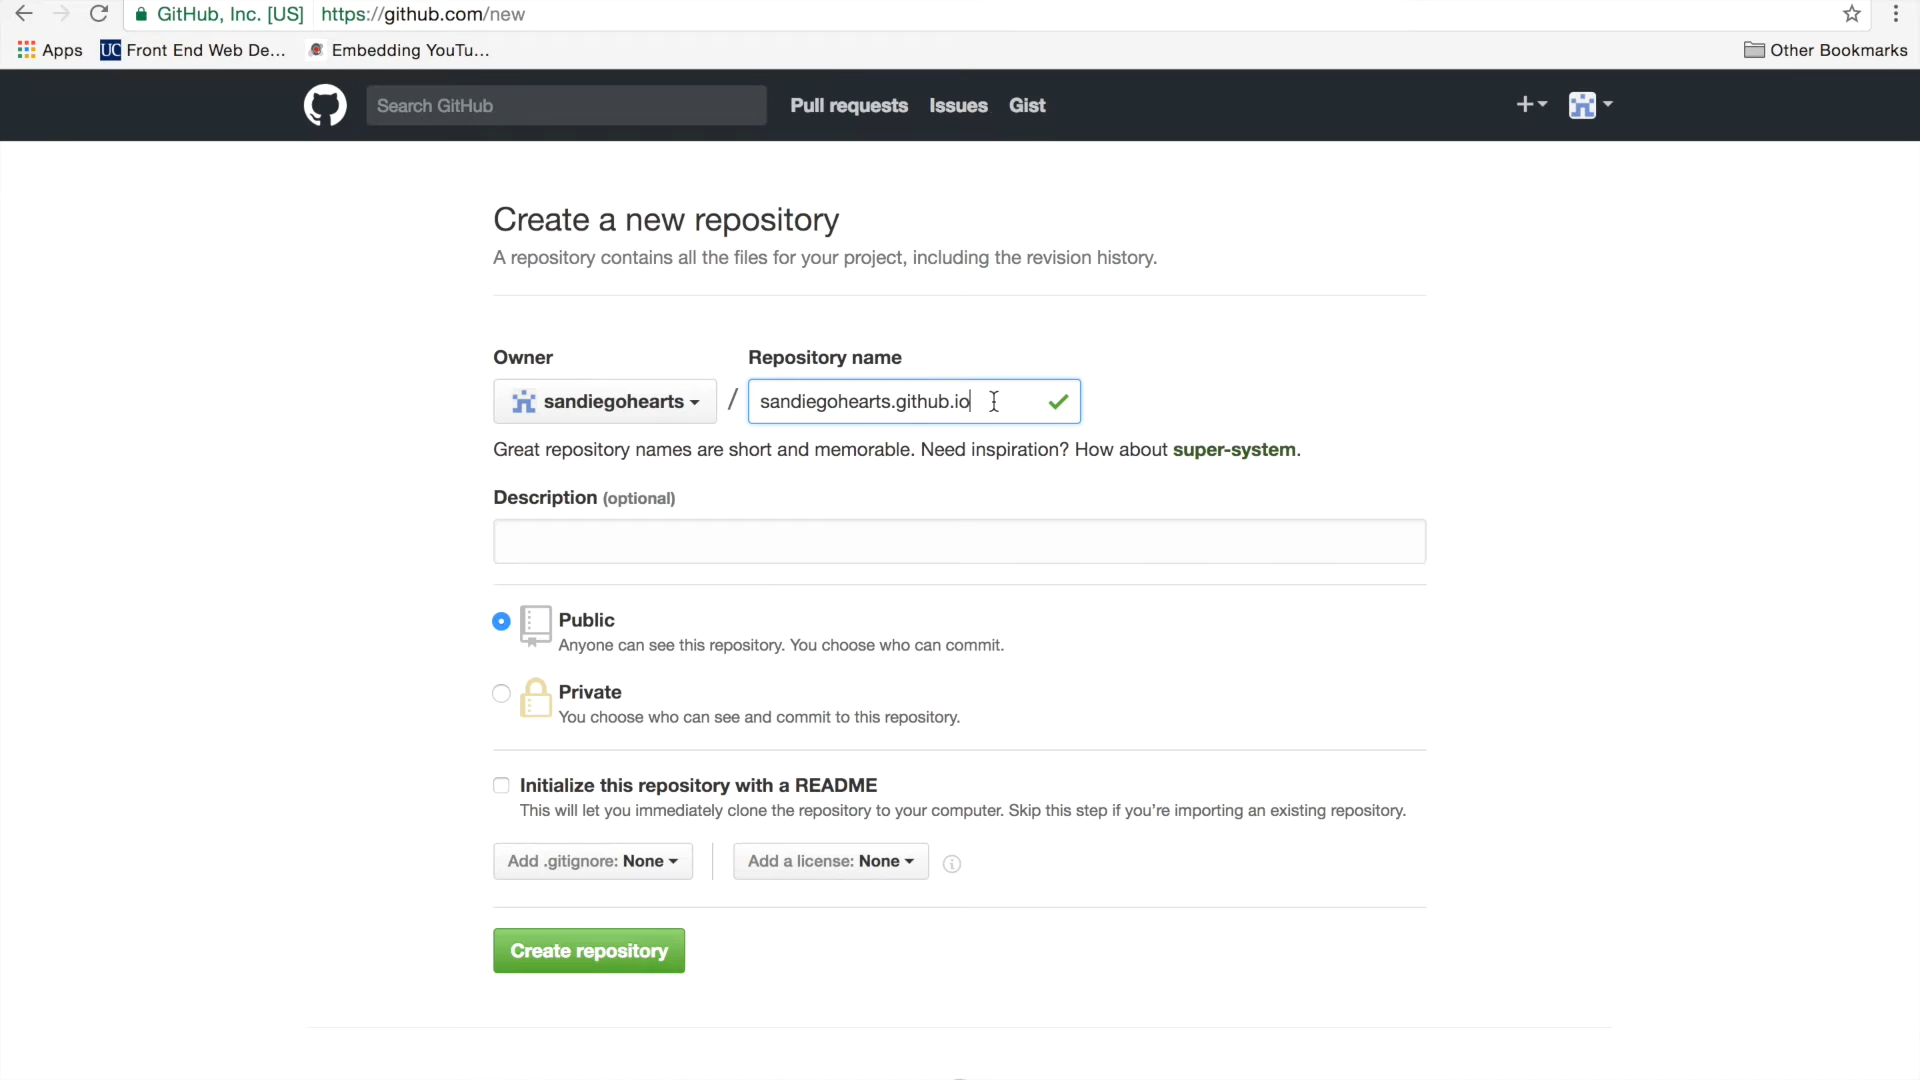 GitHub, Inc. [US] https://github.com/new
Apps UC Front End Web De... Embedding YouTu... Other Bookmarks
Search GitHub Pull requests Issues Gist
Create a new repository
A repository contains all the files for your project, including the revision history.
Owner Repository name
sandiegohearts / sandiegohearts.github.io
Great repository names are short and memorable. Need inspiration? How about super-system.
Description (optional)
Public
Anyone can see this repository. You choose who can commit.
Private
You choose who can see and commit to this repository.
Initialize this repository with a README
This will let you immediately clone the repository to your computer. Skip this step if you’re importing an existing repository.
Add .gitignore: None Add a license: None
Create repository